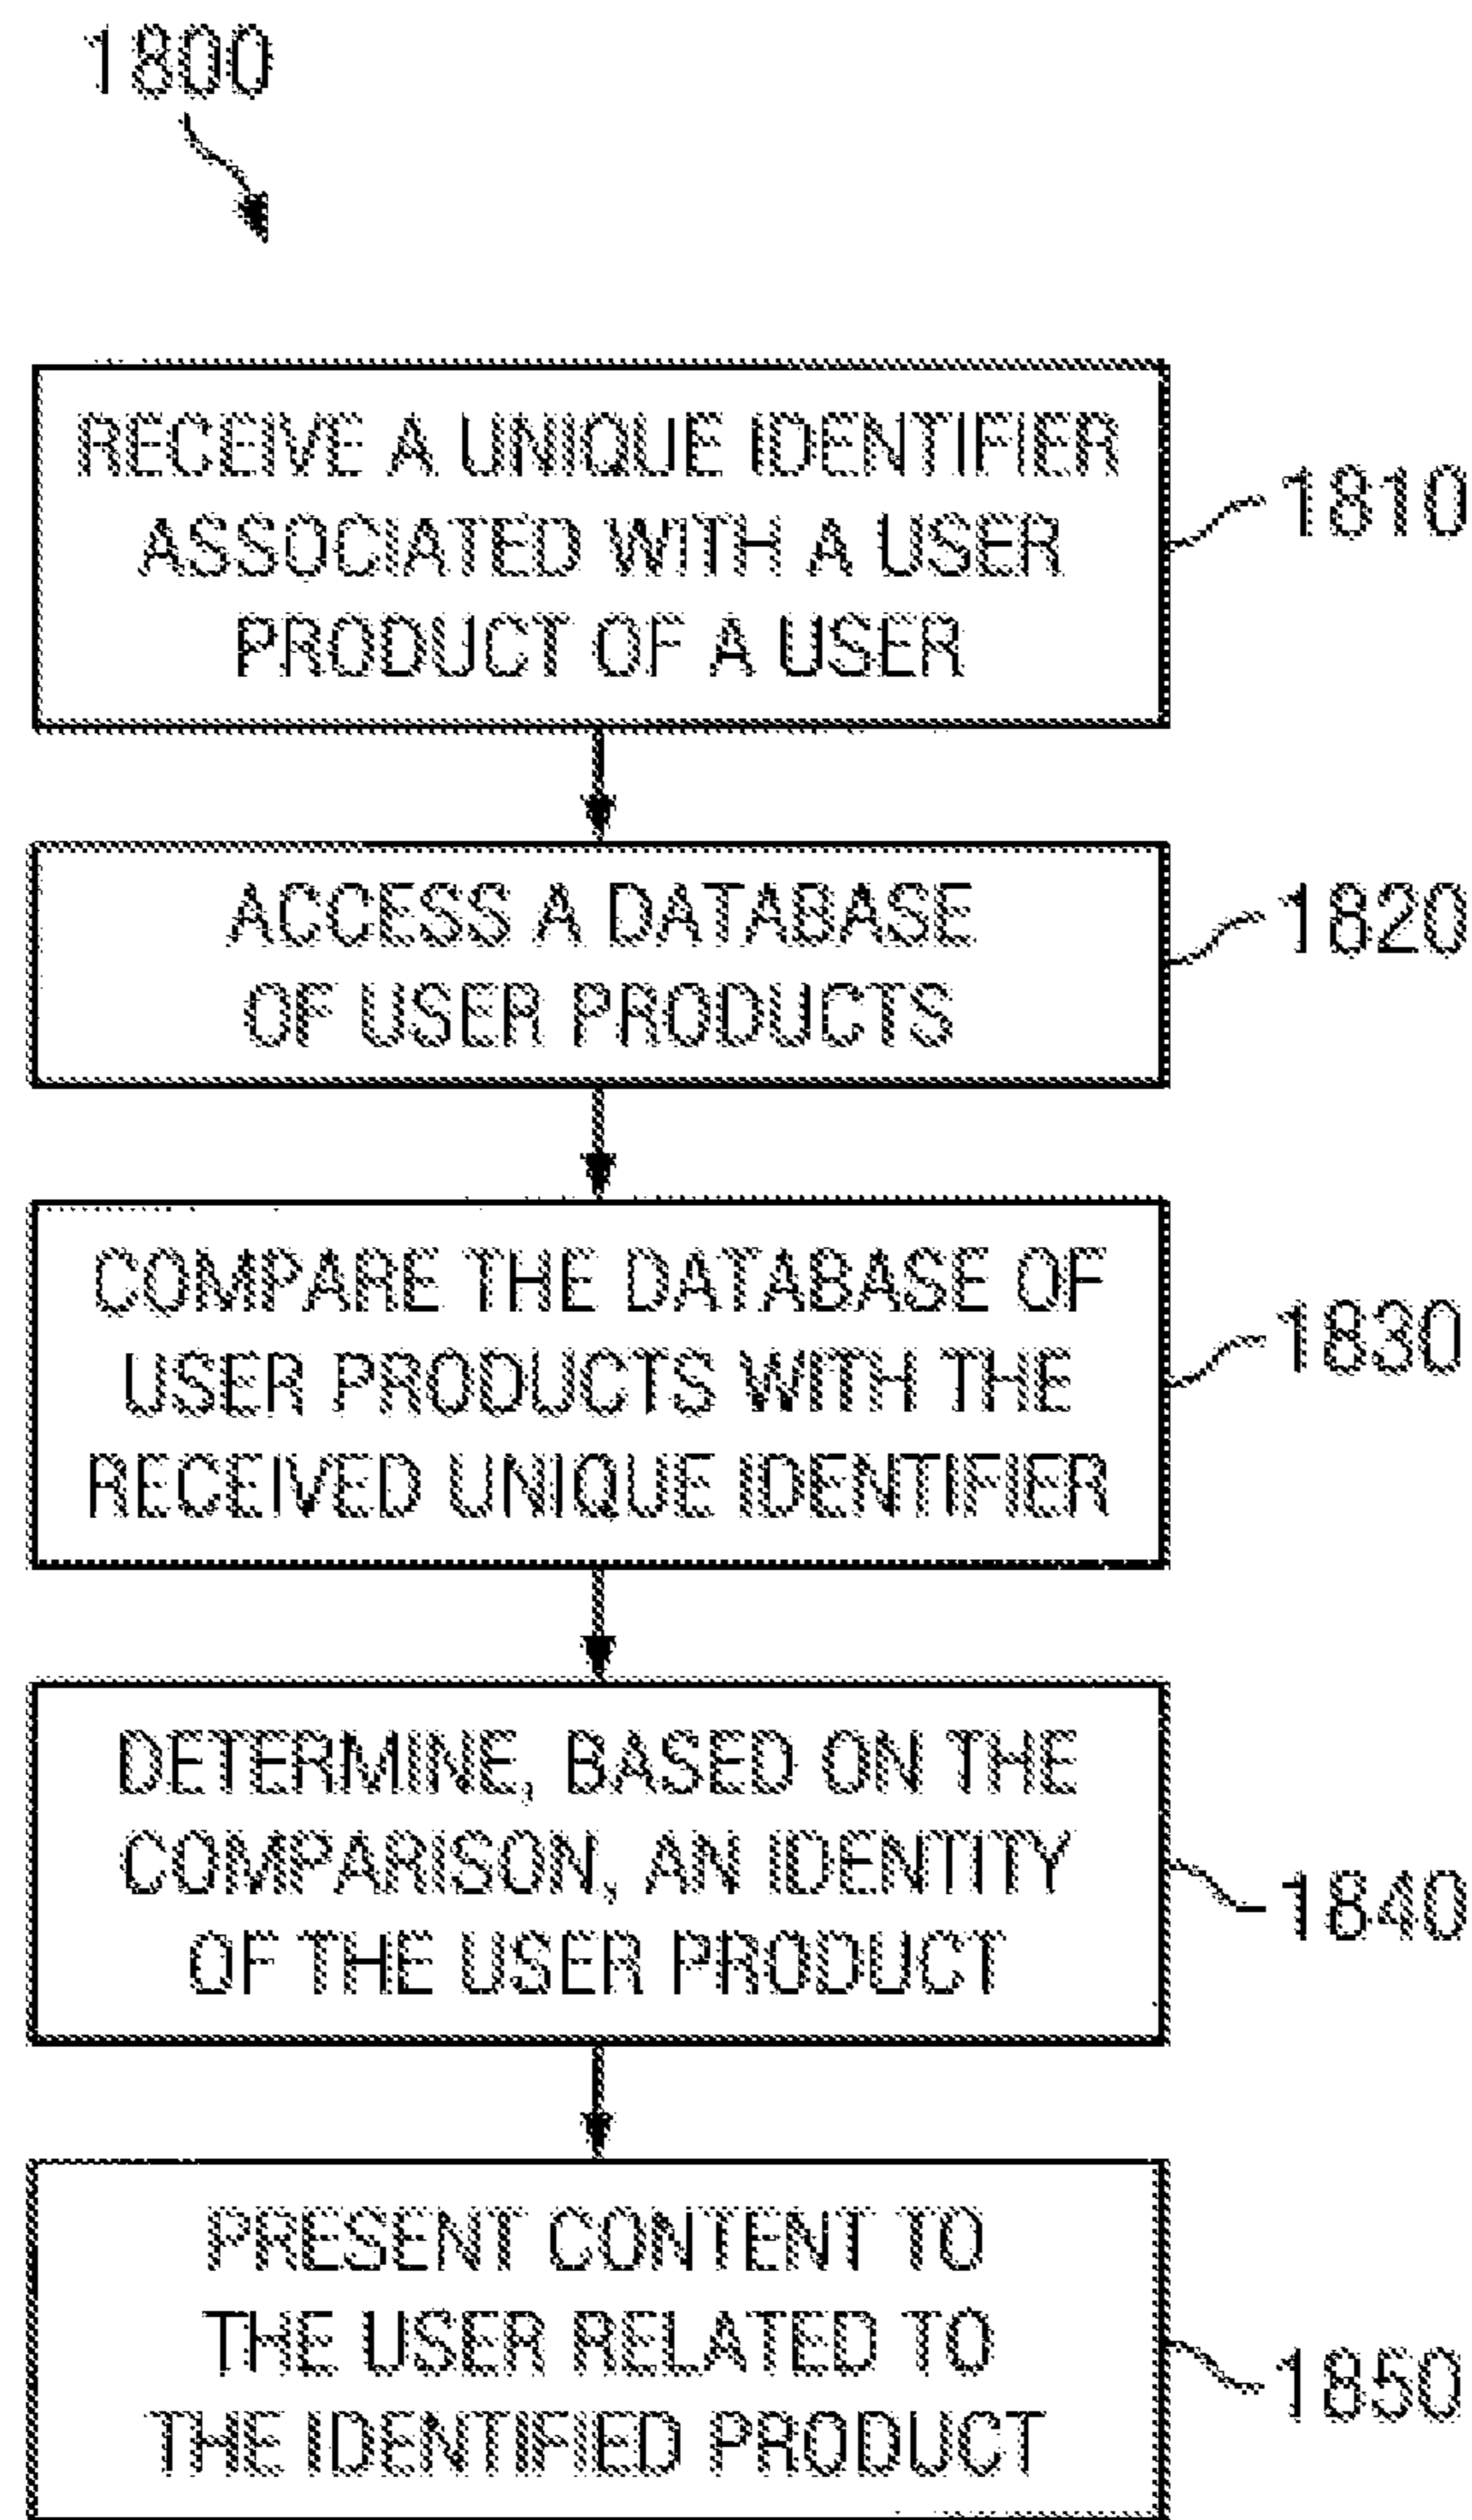 1800
RECEIVE A UNIQUE IDENTIFIER
ASSOCIATED WITH A USER
PRODUCT OF A USER
1810
ACCESS A DATABASE
OF USER PRODUCTS
1820
COMPARE THE DATABASE OF
USER PRODUCTS WITH THE
RECEIVED UNIQUE IDENTIFIER
1830
DETERMINE, BASED ON THE
COMPARISON, AN IDENTITY
OF THE USER PRODUCT
1840
PRESENT CONTENT TO
THE USER RELATED TO
THE IDENTIFIED PRODUCT
1850